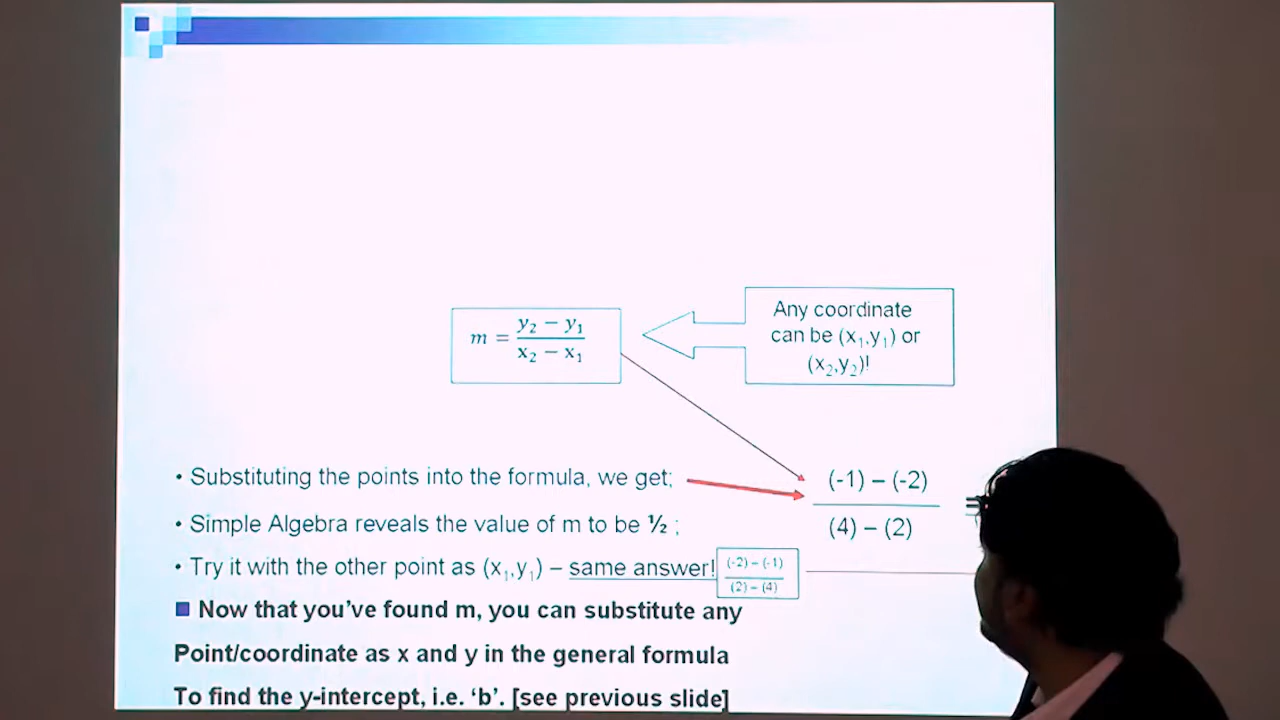 m = y₂ − y₁ / x₂ − x₁
Any coordinate
can be (x₁,y₁) or
(x₂,y₂)!
• Substituting the points into the formula, we get;
(-1) – (-2)
(4) – (2)
=
• Simple Algebra reveals the value of m to be ½ ;
• Try it with the other point as (x₁,y₁) – same answer!
(-2) – (-1)
(2) – (4)
Now that you've found m, you can substitute any
Point/coordinate as x and y in the general formula
To find the y-intercept, i.e. 'b'. [see previous slide]